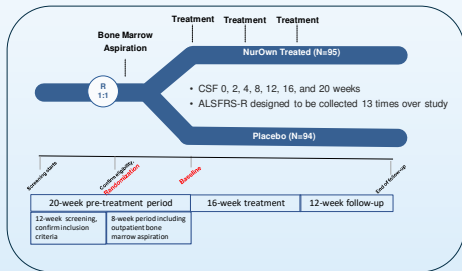 Treatment Treatment Treatment
Bone Marrow
Aspiration
NurOwn Treated (N=95)
R
1:1
• CSF 0, 2, 4, 8, 12, 16, and 20 weeks
• ALSFRS-R designed to be collected 13 times over study
Placebo (N=94)
Screening starts
Confirm eligibility,
Randomization
Baseline
End of follow-up
20-week pre-treatment period
16-week treatment
12-week follow-up
12-week screening,
confirm inclusion
criteria
8-week period including
outpatient bone
marrow aspiration